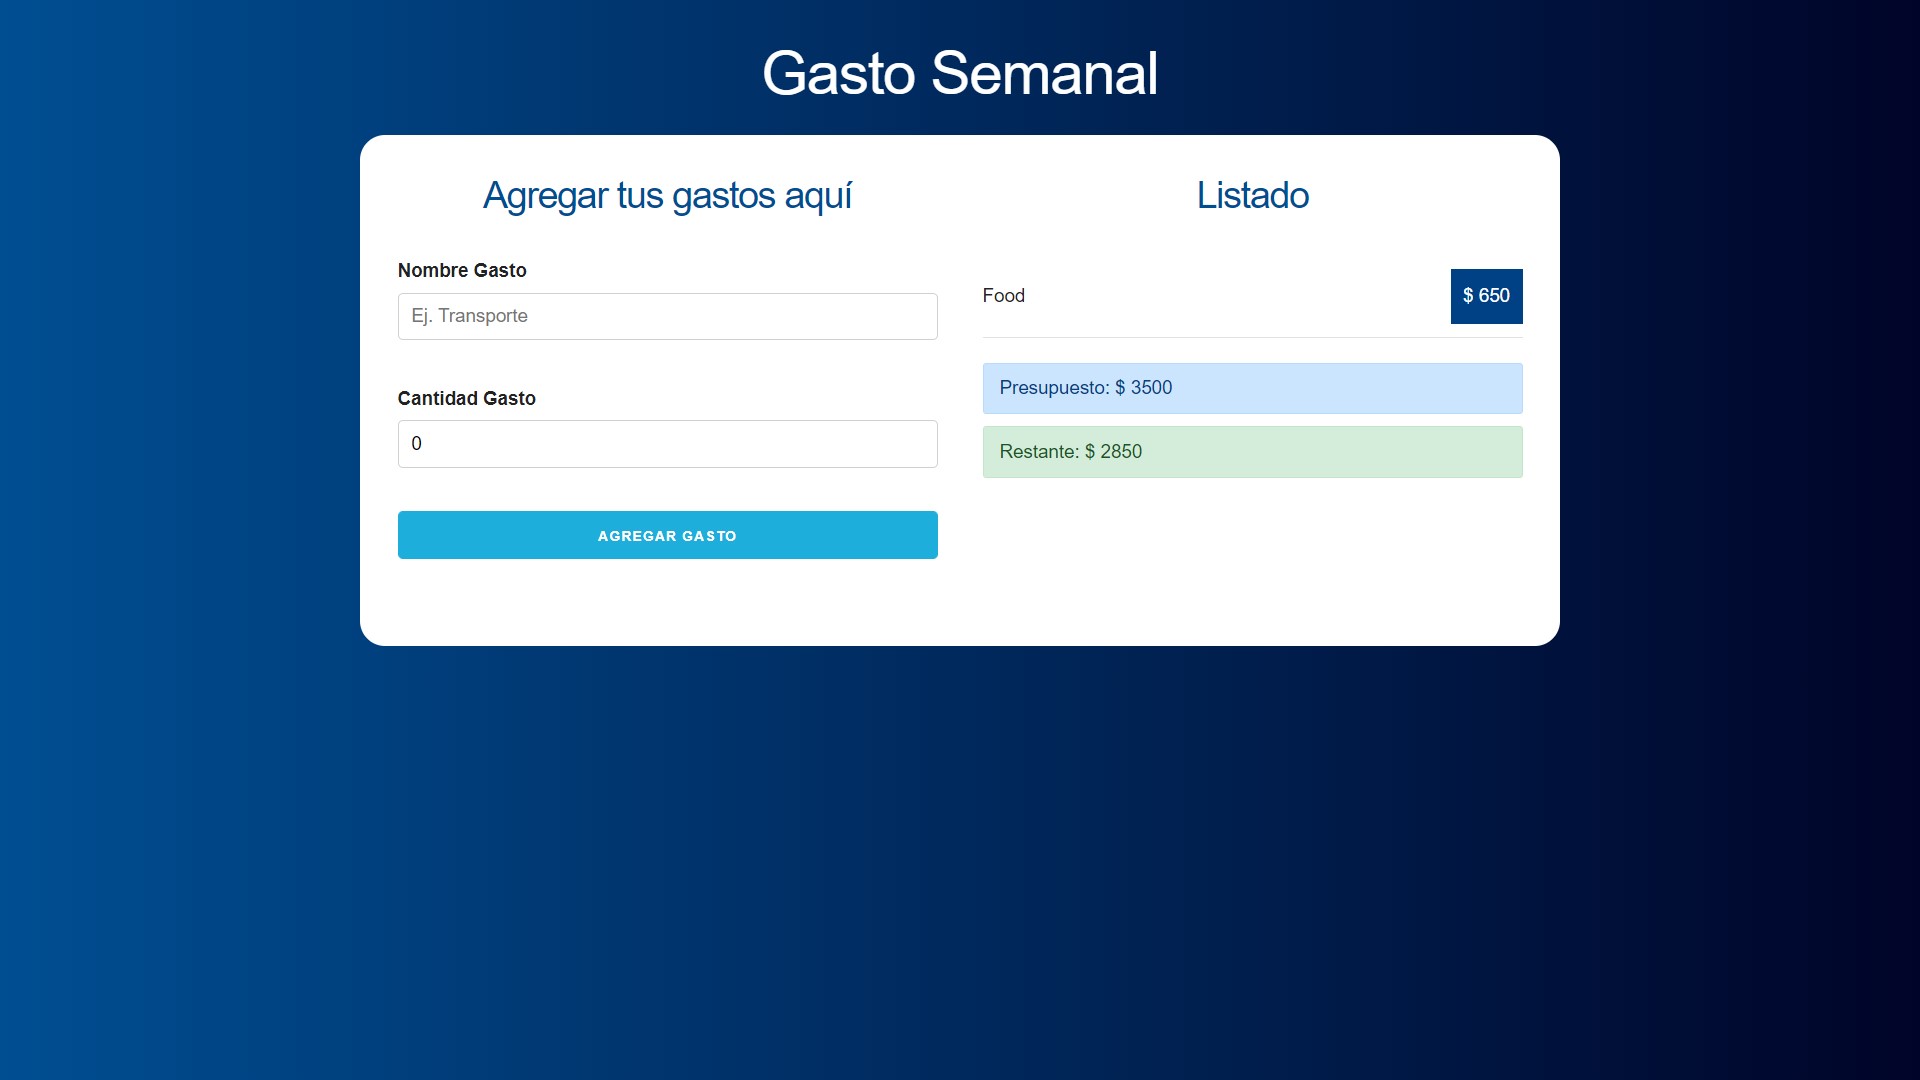 Gasto Semanal
Agregar tus gastos aquí
Nombre Gasto
Ej. Transporte
Cantidad Gasto
0
AGREGAR GASTO
Listado
Food
$ 650
Presupuesto: $ 3500
Restante: $ 2850